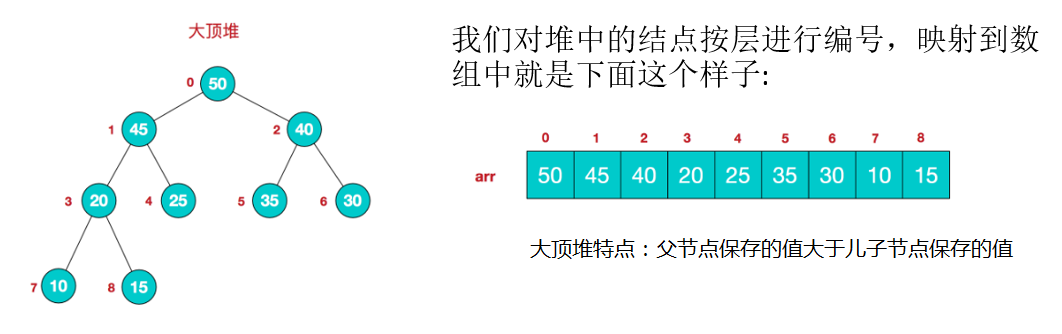 大顶堆
0 50
1 45
2 40
3 20
4 25
5 35
6 30
7 10
8 15
我们对堆中的结点按层进行编号，映射到数
组中就是下面这个样子:
0 1 2 3 4 5 6 7 8
arr 50 45 40 20 25 35 30 10 15
大顶堆特点：父节点保存的值大于儿子节点保存的值